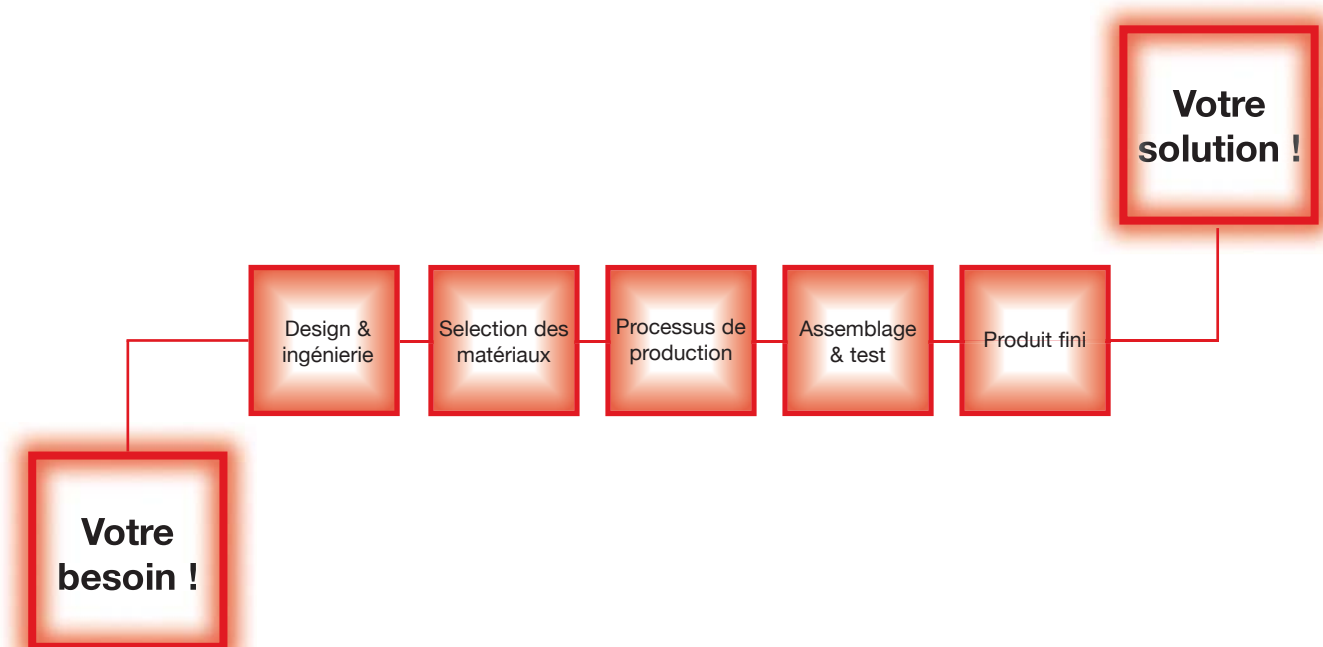 Votre
solution !
Design &
ingénierie
Selection des
matériaux
Processus de
production
Assemblage
& test
Produit fini
Votre
besoin !